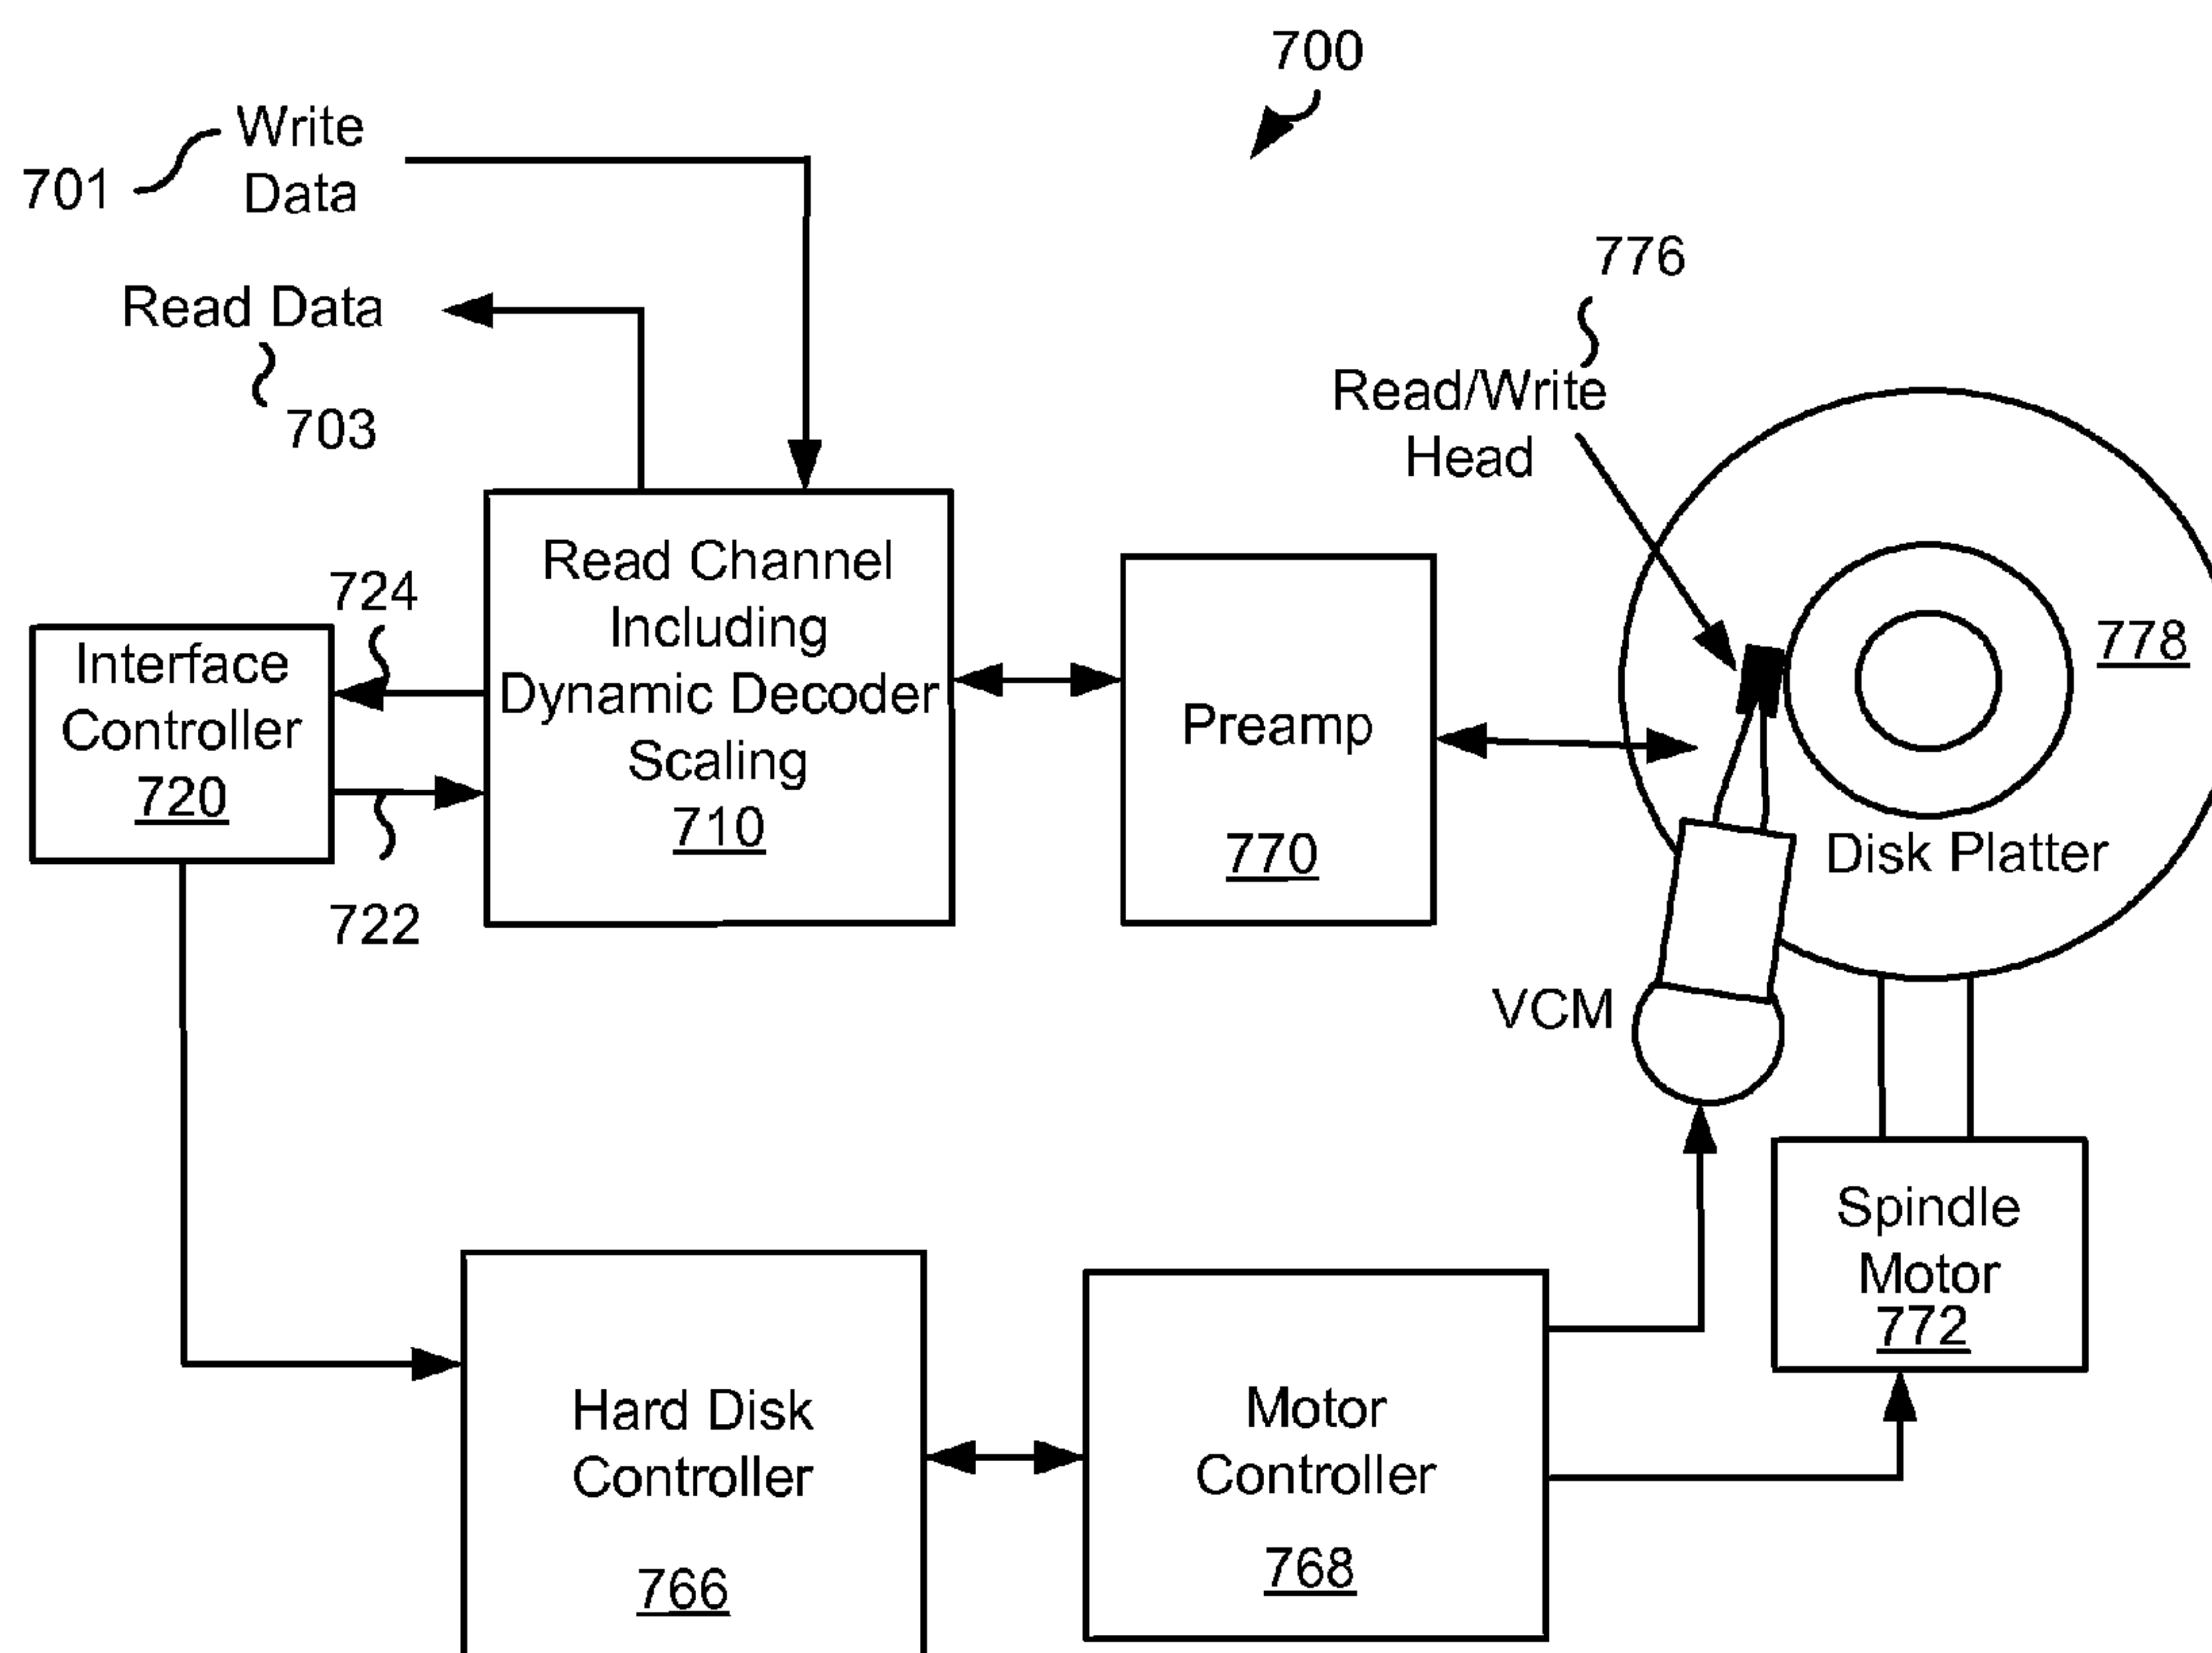 700
Write
Data
701
Read Data
703
776
Read/Write
Head
Read Channel
Including
Dynamic Decoder
Scaling
710
724
Interface
Controller
720
722
Preamp
770
778
Disk Platter
VCM
Spindle
Motor
772
Hard Disk
Controller
766
Motor
Controller
768